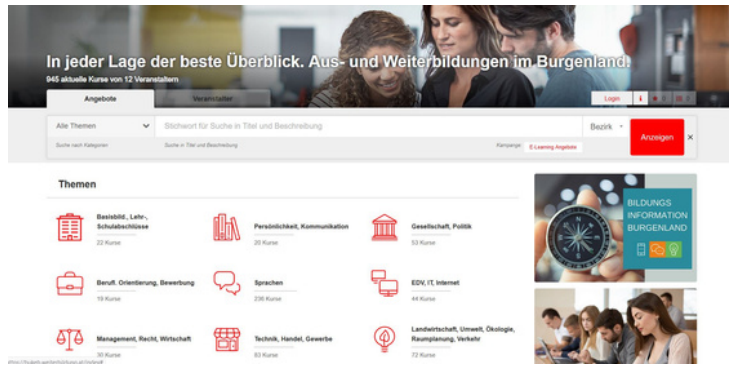 In jeder Lage der beste Überblick. Aus- und Weiterbildungen im Burgenland.
945 aktuelle Kurse von 12 Veranstaltern
Angebote
Veranstalter
Login
Alle Themen
Stichwort für Suche in Titel und Beschreibung
Bezirk
Anzeigen
Suche nach Kategorien
Suche in Titel und Beschreibung
Kampange:
E-Learning Angebote
Themen
Basisbild., Lehr-,
Schulabschlüsse
22 Kurse
Persönlichkeit, Kommunikation
20 Kurse
Gesellschaft, Politik
53 Kurse
BILDUNGS
INFORMATION
BURGENLAND
Berufl. Orientierung, Bewerbung
19 Kurse
Sprachen
236 Kurse
EDV, IT, Internet
44 Kurse
Management, Recht, Wirtschaft
30 Kurse
Technik, Handel, Gewerbe
83 Kurse
Landwirtschaft, Umwelt, Ökologie,
Raumplanung, Verkehr
72 Kurse